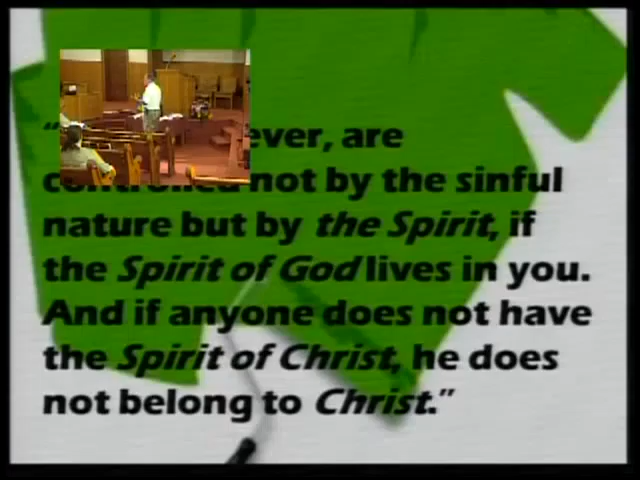 ever, are
not by the sinful
nature but by the Spirit, if
the Spirit of God lives in you.
And if anyone does not have
the Spirit of Christ, he does
not belong to Christ."